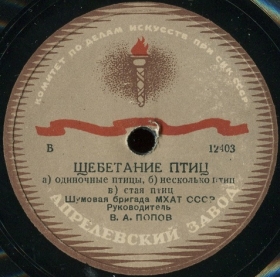 КОМИТЕТ ПО ДЕЛАМ ИСКУССТВ ПРИ СНК СССР
В 12403
ЩЕБЕТАНИЕ ПТИЦ
а) одиночные птицы, б) несколько птиц
в) стаи птиц
Шумовая бригада МХАТ СССР
Руководитель
В. А. ПОПОВ
АПРЕЛЕВСКИЙ ЗАВОД